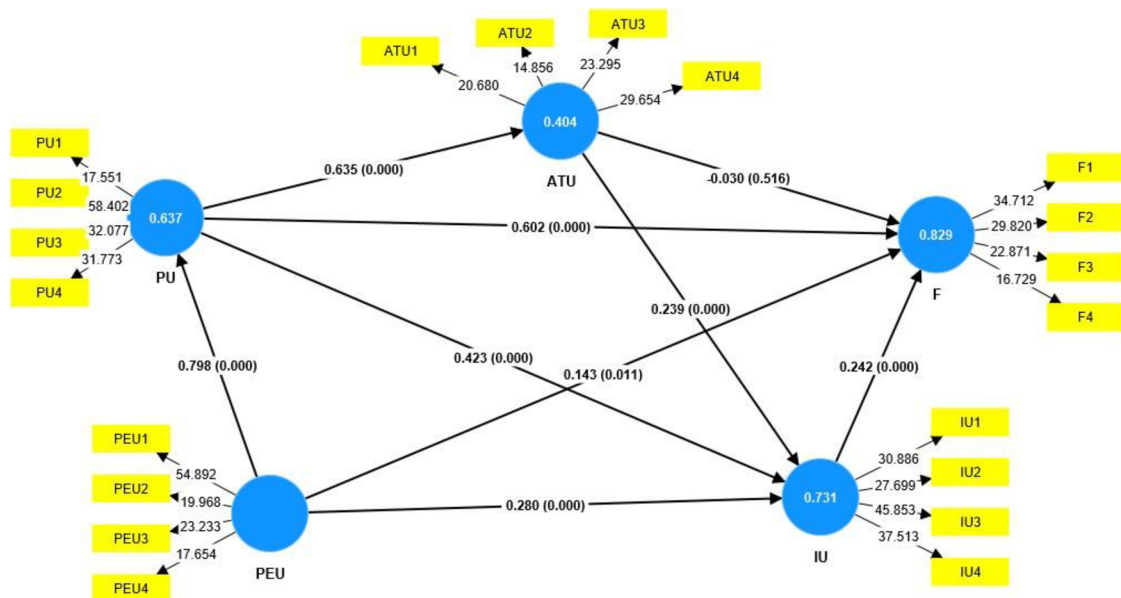 ATU3
ATU2
ATU1
ATU4
20.680
14.856
23.295
29.654
0.404
ATU
PU1
PU2
PU3
PU4
17.551
58.402
32.077
31.773
0.637
PU
0.635 (0.000)
-0.030 (0.516)
0.602 (0.000)
0.829
F
F1
F2
F3
F4
34.712
29.820
22.871
16.729
0.239 (0.000)
0.798 (0.000)
0.423 (0.000)
0.143 (0.011)
0.242 (0.000)
PEU1
PEU2
PEU3
PEU4
54.892
19.968
23.233
17.654
PEU
0.280 (0.000)
0.731
IU
IU1
IU2
IU3
IU4
30.886
27.699
45.853
37.513